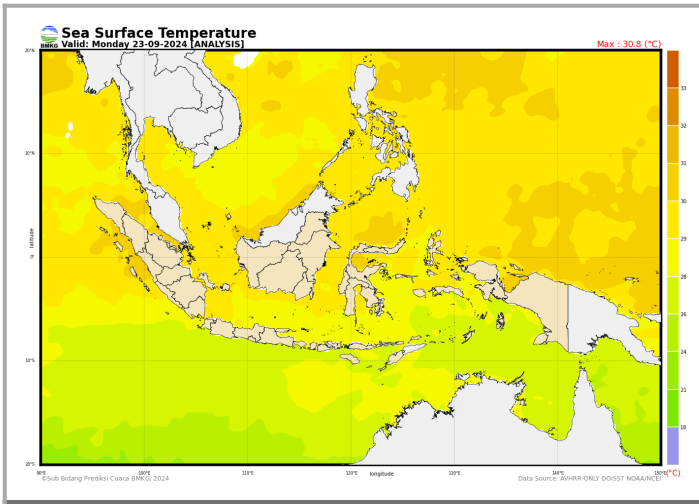 Sea Surface Temperature
BMKG
Valid: Monday 23-09-2024 [ANALYSIS]
Max : 30.8 (°C)
20°N
10°N
0°
10°S
20°S
latitude
90°E
100°E
110°E
120°E
130°E
140°E
150°E
longitude
33
32
31
30
29
28
26
24
21
18
(°C)
©Sub Bidang Prediksi Cuaca BMKG, 2024
Data Source: AVHRR-ONLY DOISST NOAA/NCEI